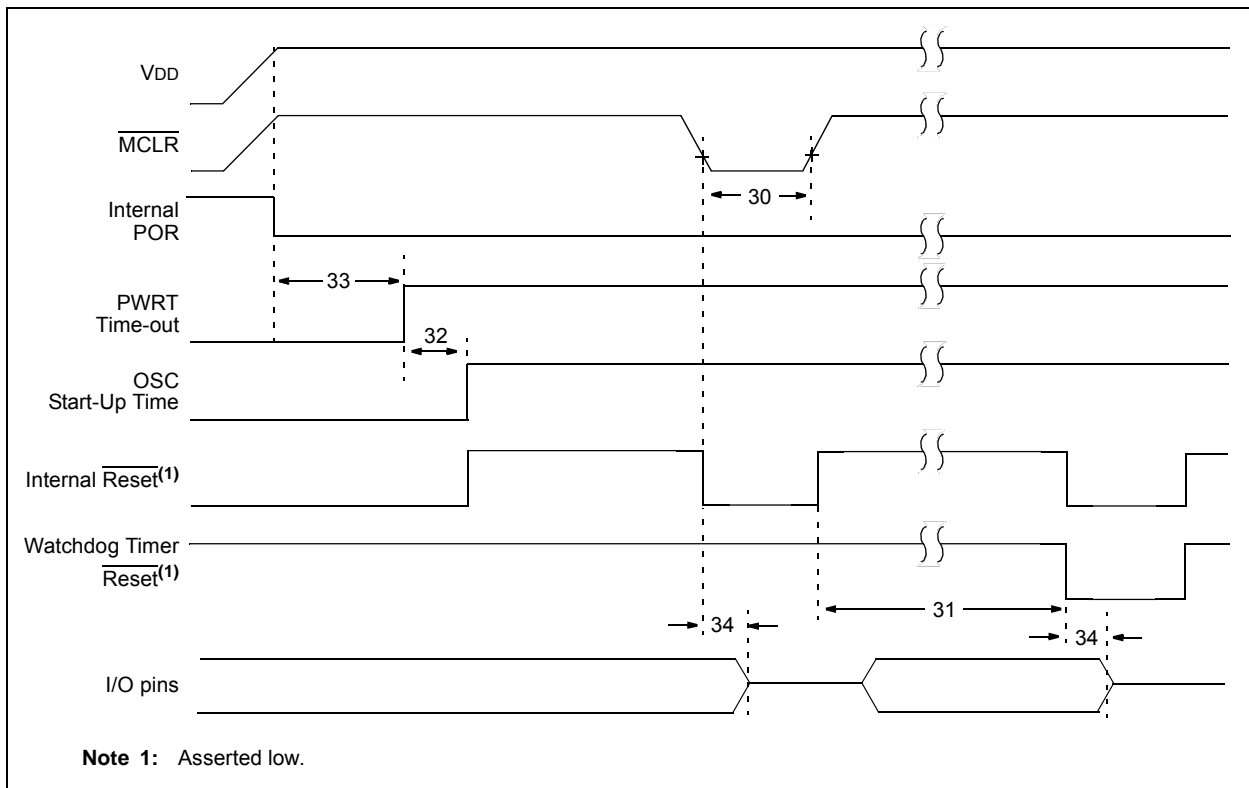 VDD
MCLR
30
Internal
POR
33
PWRT
Time-out
32
OSC
Start-Up Time
Internal Reset(1)
Watchdog Timer
Reset(1)
31
34
34
I/O pins
Note 1: Asserted low.